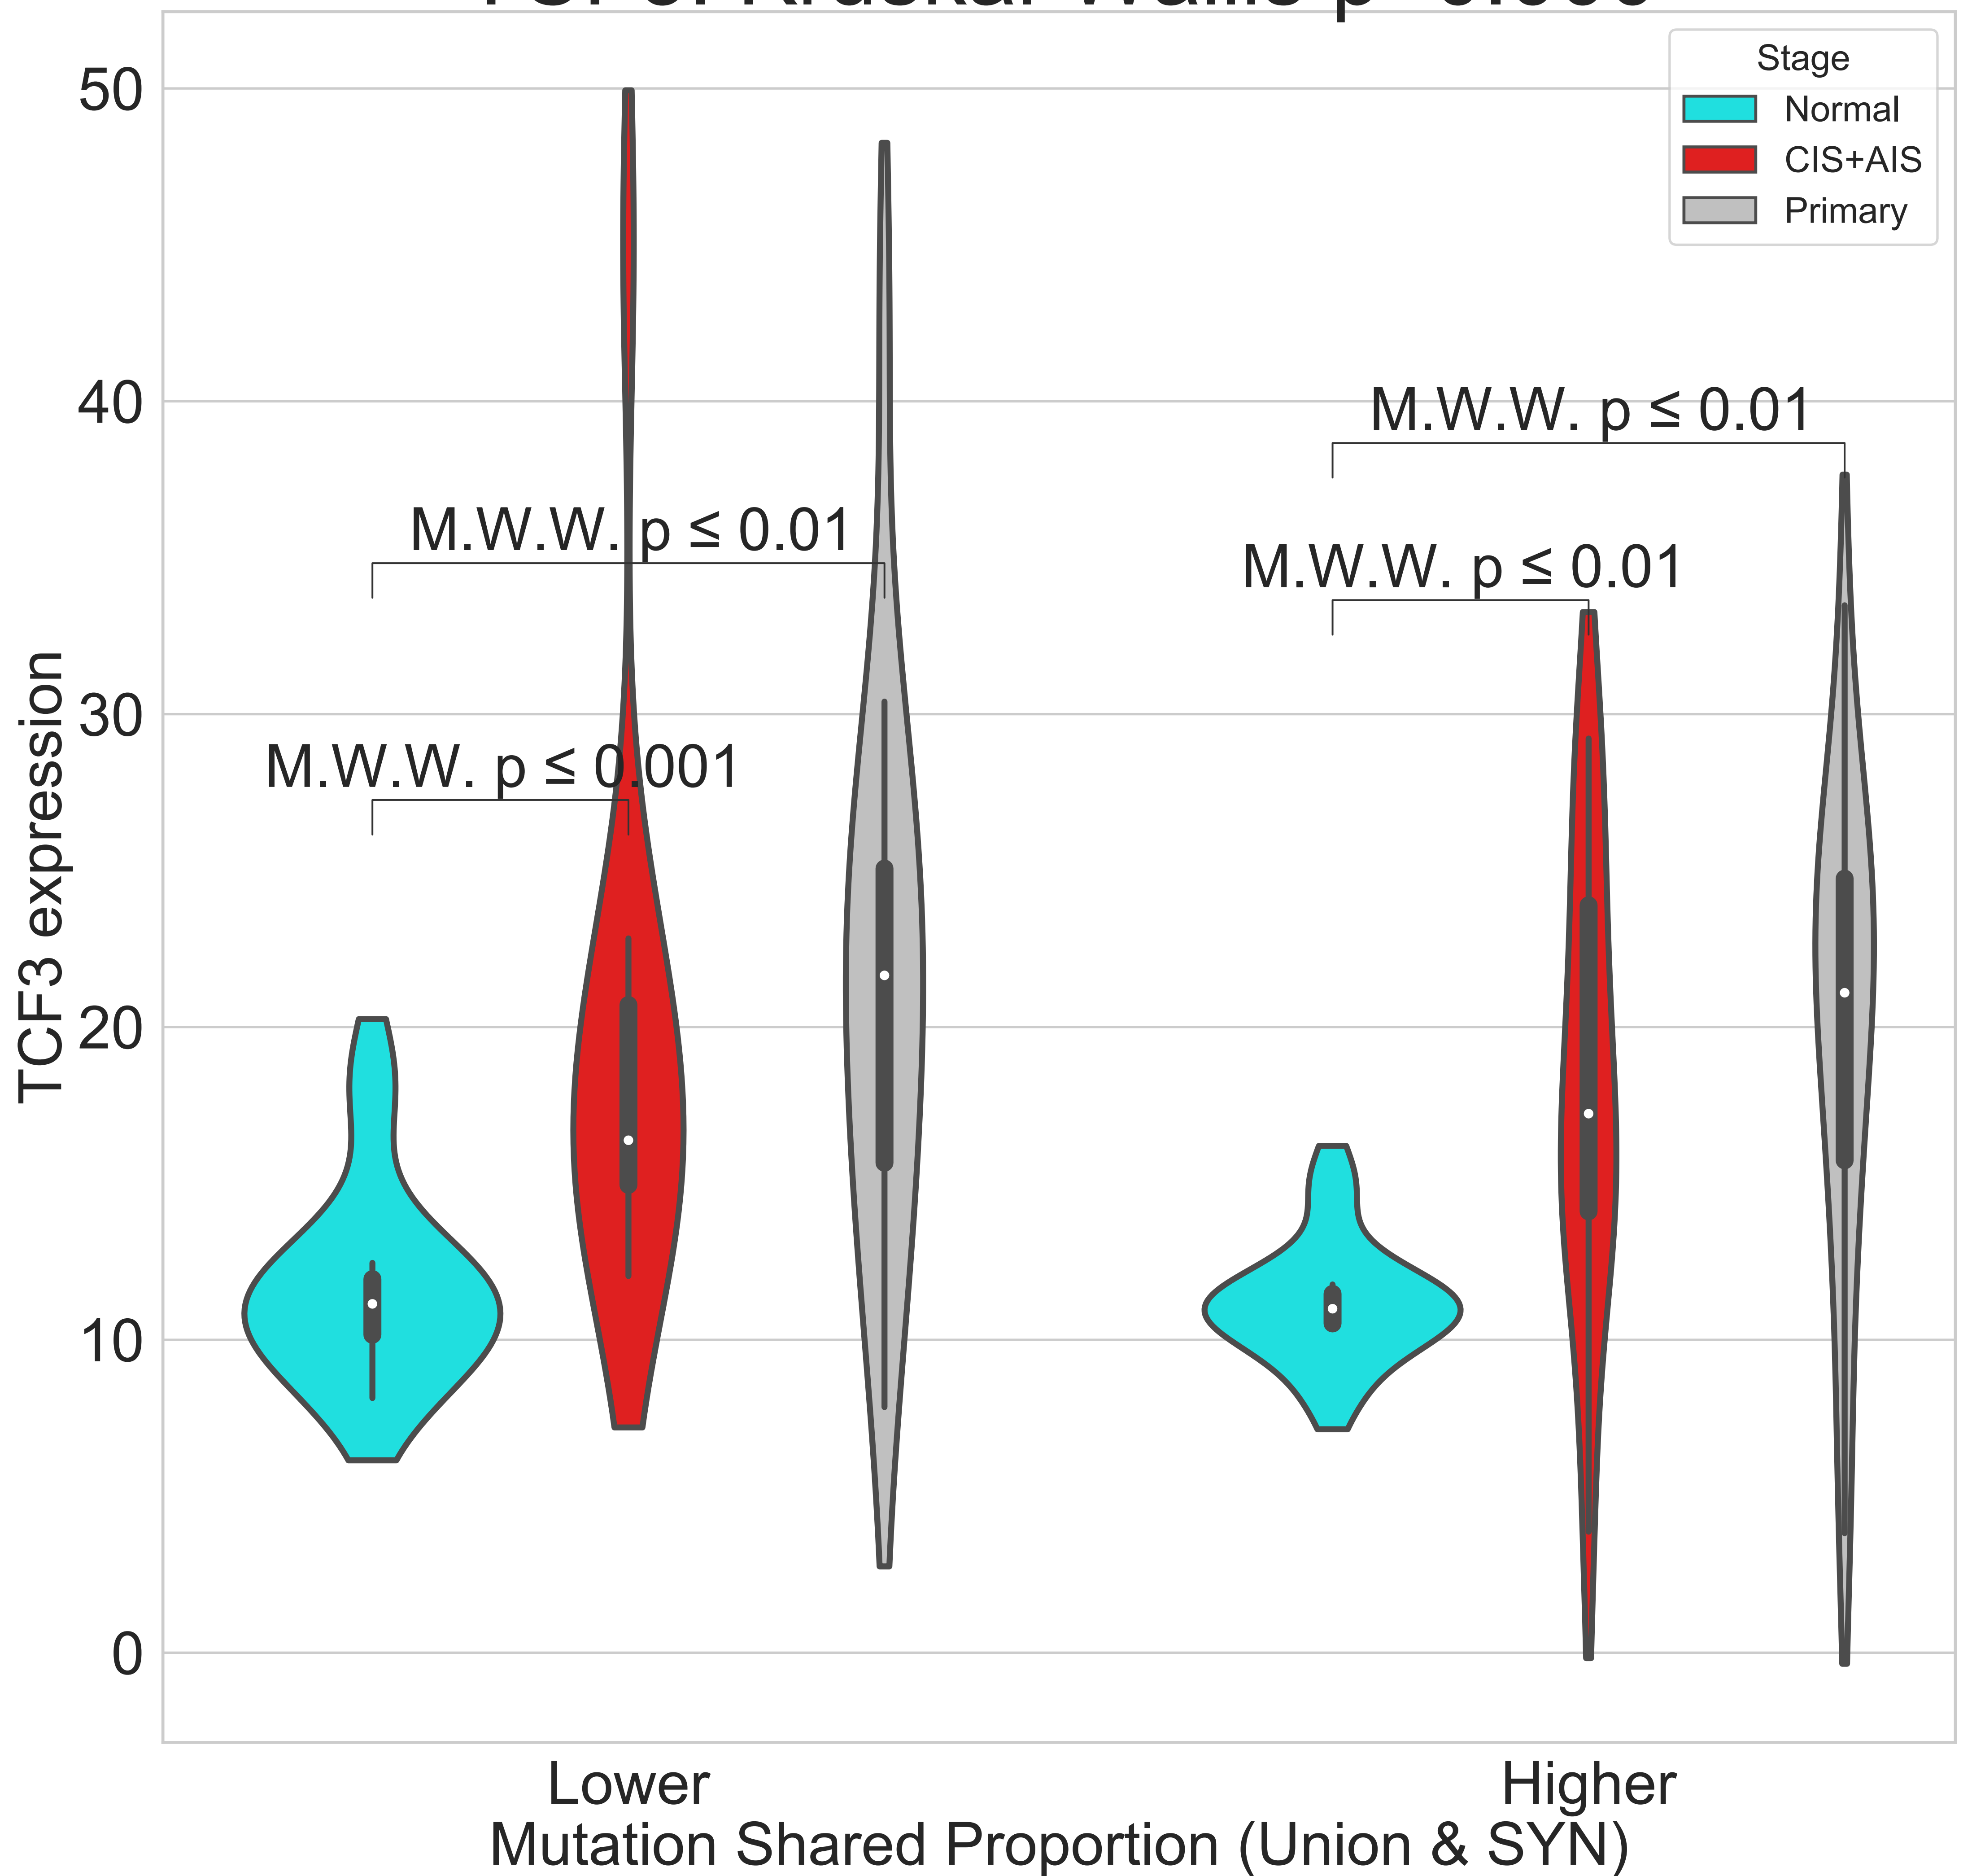 Stage
Normal
CIS+AIS
Primary
50
40
30
20
10
0
TCF3 expression
M.W.W. p ≤ 0.01
M.W.W. p ≤ 0.01
M.W.W. p ≤ 0.01
M.W.W. p ≤ 0.001
Lower
Higher
Mutation Shared Proportion (Union & SYN)